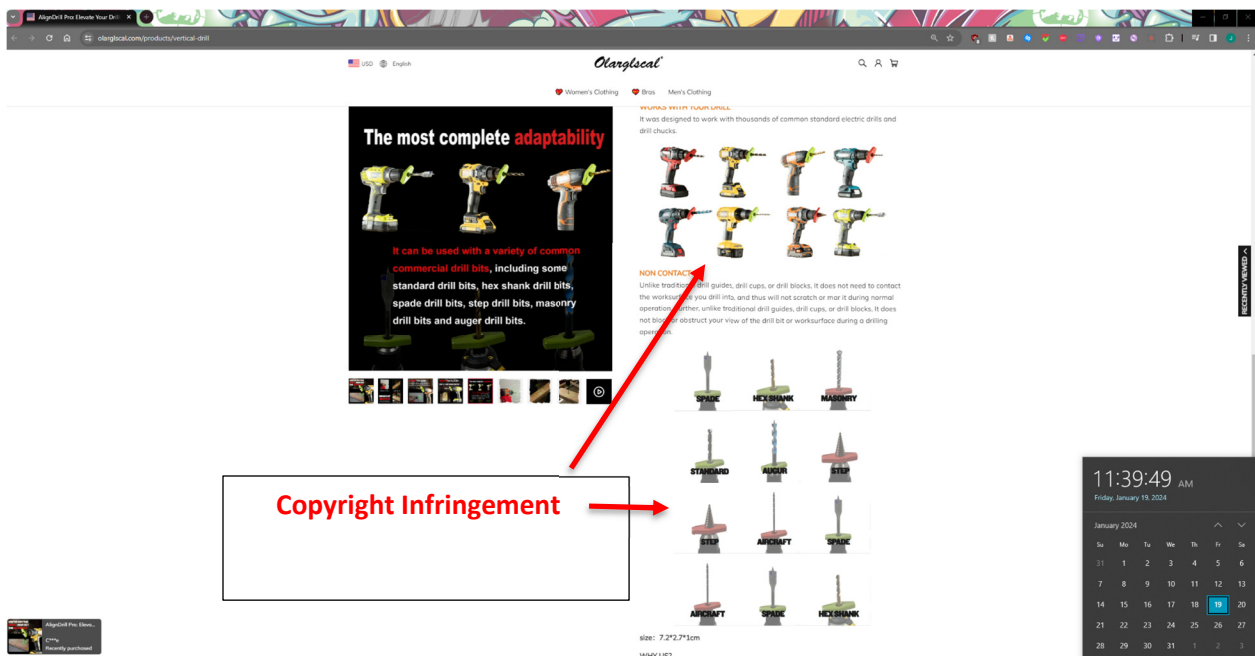 AlignDrill Pro: Elevate Your Drill
olarglscal.com/products/vertical-drill
USD English
Olarglscal
Women's Clothing Bras Men's Clothing
The most complete adaptability
It can be used with a variety of common
commercial drill bits, including some
standard drill bits, hex shank drill bits,
spade drill bits, step drill bits, masonry
drill bits and auger drill bits.
WORKS WITH YOUR DRILL
It was designed to work with thousands of common standard electric drills and
drill chucks.
NON CONTACT
Unlike traditional drill guides, drill cups, or drill blocks, It does not need to contact
the worksurface you drill into, and thus will not scratch or mar it during normal
operation. Further, unlike traditional drill guides, drill cups, or drill blocks, It does
not block or obstruct your view of the drill bit or worksurface during a drilling
operation.
SPADE HEX SHANK MASONRY
STANDARD AUGUR STEP
STEP AIRCRAFT SPADE
AIRCRAFT SPADE HEX SHANK
size: 7.2*2.7*1cm
WHY US?
RECENTLY VIEWED
Copyright Infringement
AlignDrill Pro: Eleva...
C***e
Recently purchased
11:39:49 AM
Friday, January 19, 2024
January 2024
Su Mo Tu We Th Fr Sa
31 1 2 3 4 5 6
7 8 9 10 11 12 13
14 15 16 17 18 19 20
21 22 23 24 25 26 27
28 29 30 31 1 2 3